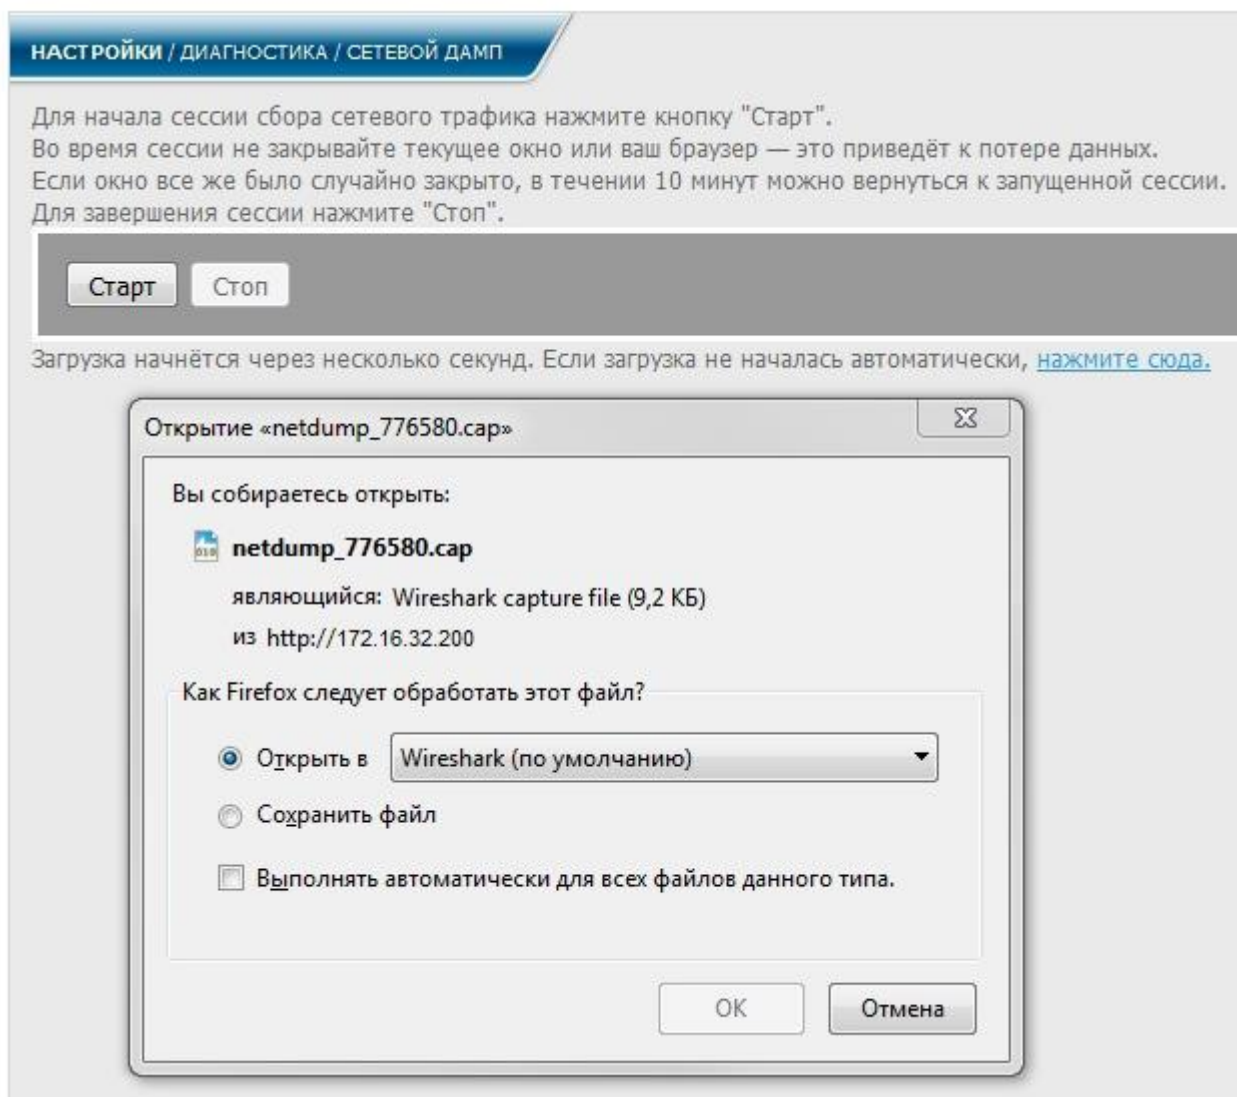 НАСТРОЙКИ / ДИАГНОСТИКА / СЕТЕВОЙ ДАМП
Для начала сессии сбора сетевого трафика нажмите кнопку "Старт".
Во время сессии не закрывайте текущее окно или ваш браузер — это приведёт к потере данных.
Если окно все же было случайно закрыто, в течении 10 минут можно вернуться к запущенной сессии.
Для завершения сессии нажмите "Стоп".
Старт Стоп
Загрузка начнётся через несколько секунд. Если загрузка не началась автоматически, нажмите сюда.
Открытие «netdump_776580.cap»
Вы собираетесь открыть:
netdump_776580.cap
являющийся: Wireshark capture file (9,2 КБ)
из http://172.16.32.200
Как Firefox следует обработать этот файл?
Открыть в Wireshark (по умолчанию)
Сохранить файл
Выполнять автоматически для всех файлов данного типа.
ОК Отмена